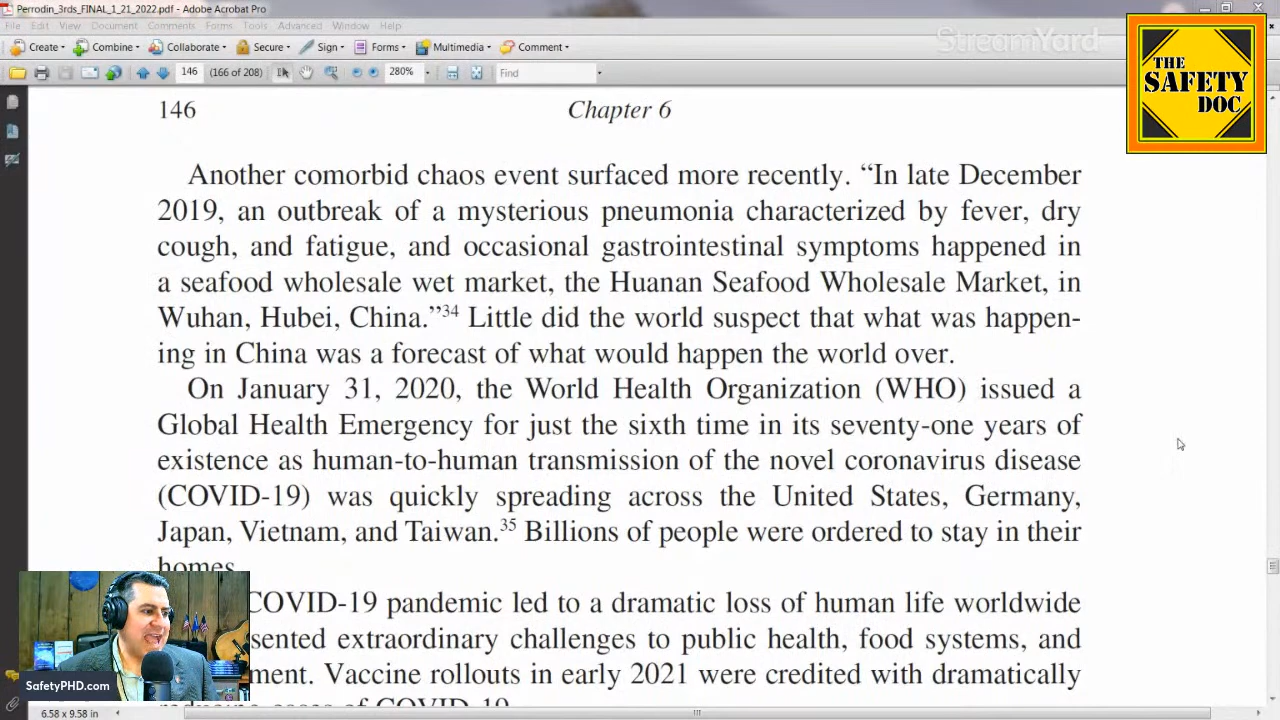 Perrodin_3rds_FINAL_1_21_2022.pdf - Adobe Acrobat Pro
File Edit View Document Comments Forms Tools Advanced Window Help
Create Combine Collaborate Secure Sign Forms Multimedia Comment
146 (166 of 208) 280% Find
StreamYard
THE
SAFETY
DOC
146 Chapter 6
Another comorbid chaos event surfaced more recently. “In late December
2019, an outbreak of a mysterious pneumonia characterized by fever, dry
cough, and fatigue, and occasional gastrointestinal symptoms happened in
a seafood wholesale wet market, the Huanan Seafood Wholesale Market, in
Wuhan, Hubei, China.”34 Little did the world suspect that what was happen-
ing in China was a forecast of what would happen the world over.
On January 31, 2020, the World Health Organization (WHO) issued a
Global Health Emergency for just the sixth time in its seventy-one years of
existence as human-to-human transmission of the novel coronavirus disease
(COVID-19) was quickly spreading across the United States, Germany,
Japan, Vietnam, and Taiwan.35 Billions of people were ordered to stay in their
homes.
COVID-19 pandemic led to a dramatic loss of human life worldwide
sented extraordinary challenges to public health, food systems, and
ment. Vaccine rollouts in early 2021 were credited with dramatically
reducing cases of COVID-19
SafetyPHD.com
6.58 x 9.58 in